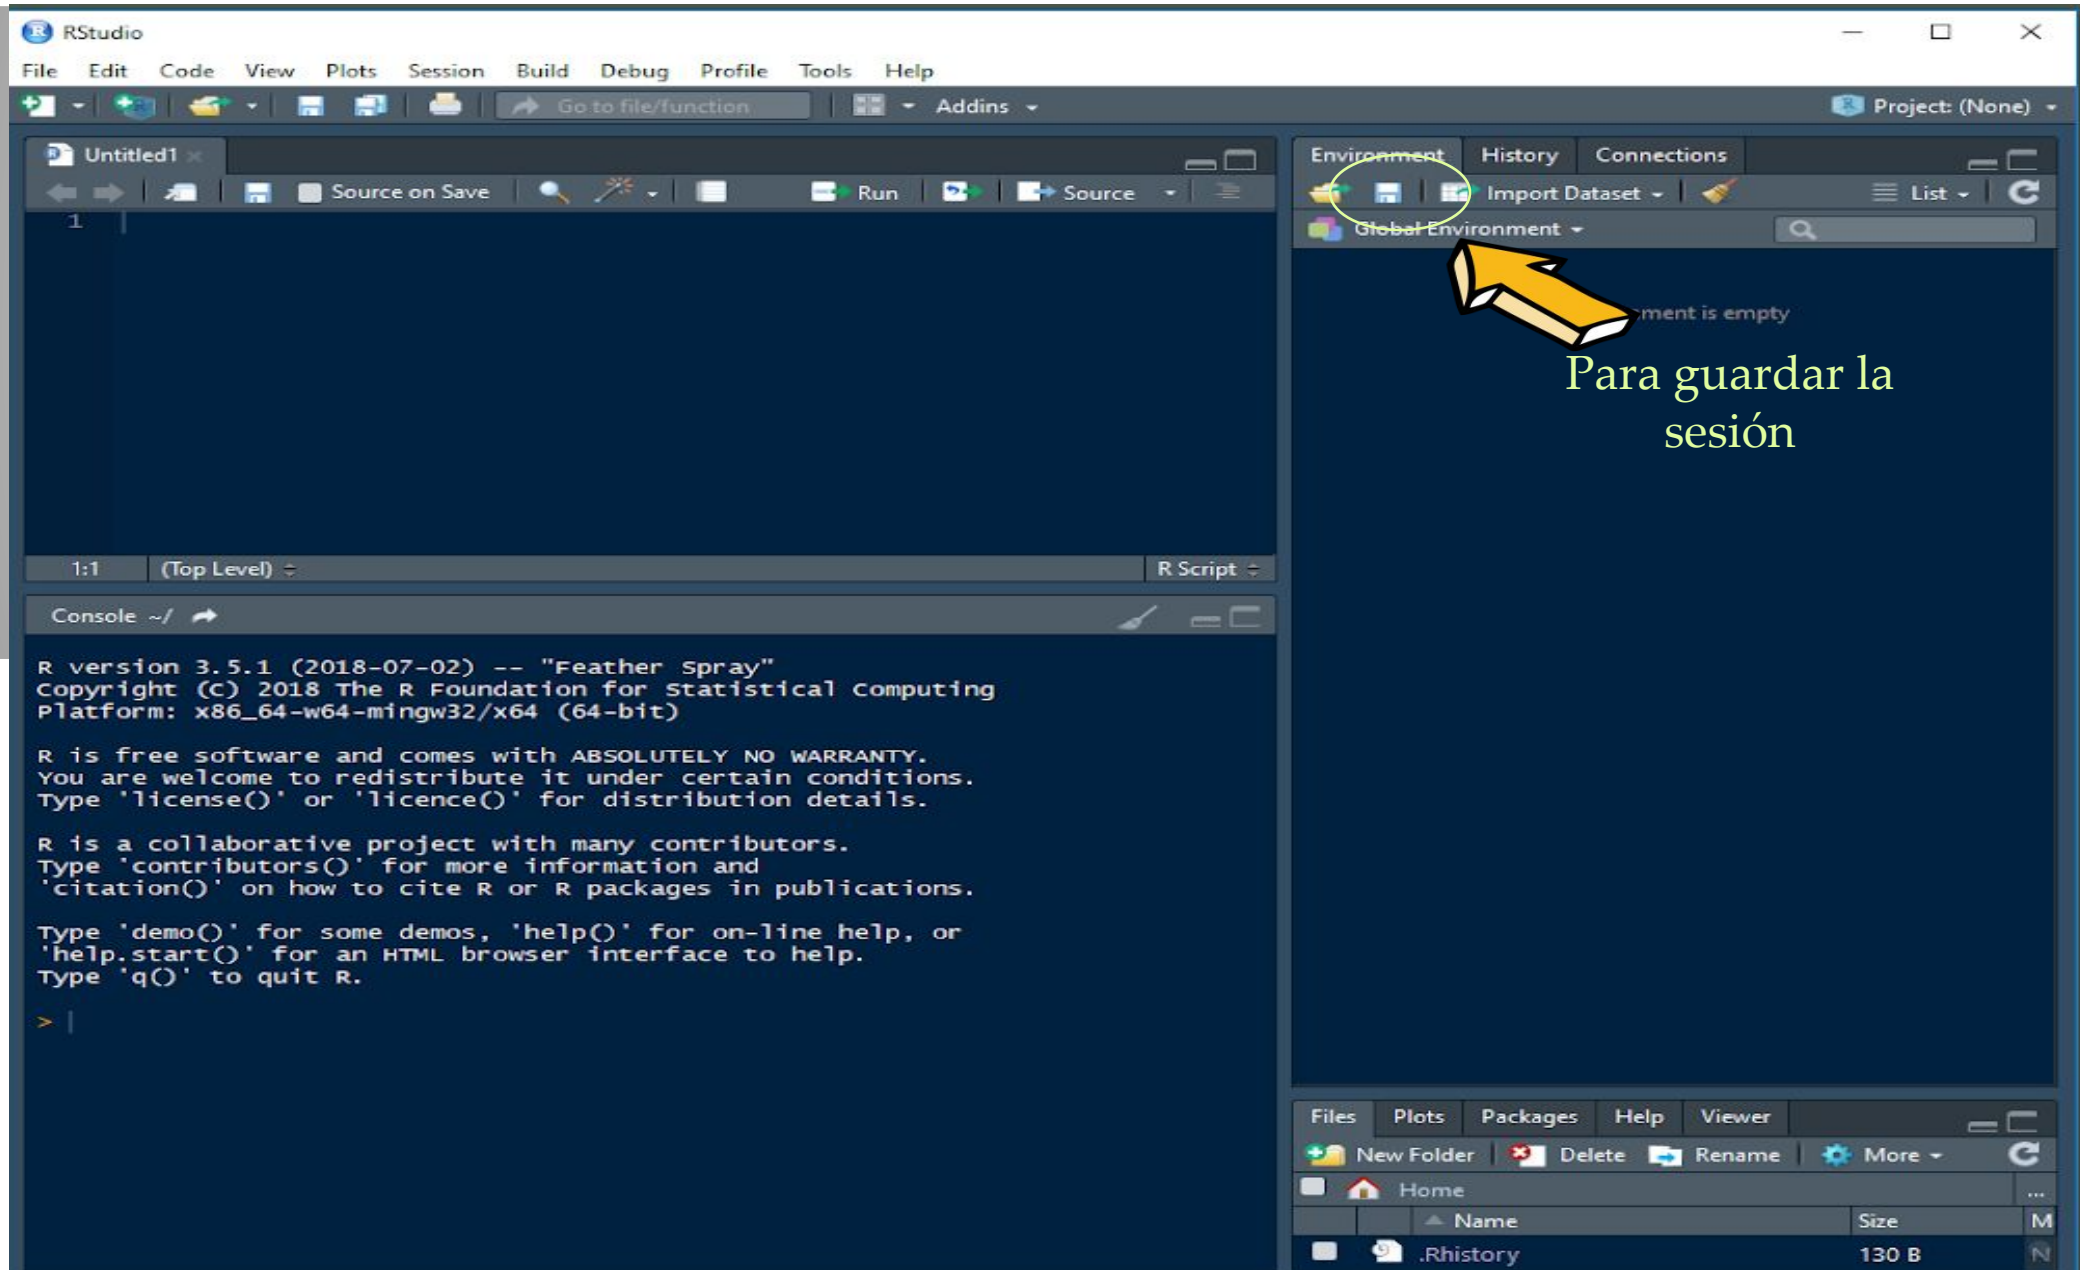 RStudio
File Edit Code View Plots Session Build Debug Profile Tools Help
Go to file/function Addins Project: (None)
Untitled1
Source on Save Run Source
1
1:1 (Top Level) R Script
Console ~/
R version 3.5.1 (2018-07-02) -- "Feather Spray"
Copyright (C) 2018 The R Foundation for Statistical Computing
Platform: x86_64-w64-mingw32/x64 (64-bit)
R is free software and comes with ABSOLUTELY NO WARRANTY.
You are welcome to redistribute it under certain conditions.
Type 'license()' or 'licence()' for distribution details.
R is a collaborative project with many contributors.
Type 'contributors()' for more information and
'citation()' on how to cite R or R packages in publications.
Type 'demo()' for some demos, 'help()' for on-line help, or
'help.start()' for an HTML browser interface to help.
Type 'q()' to quit R.
>
Environment History Connections
Import Dataset List
Global Environment
is empty
Para guardar la
sesión
Files Plots Packages Help Viewer
New Folder Delete Rename More
Home ...
Name Size M
.Rhistory 130 B N